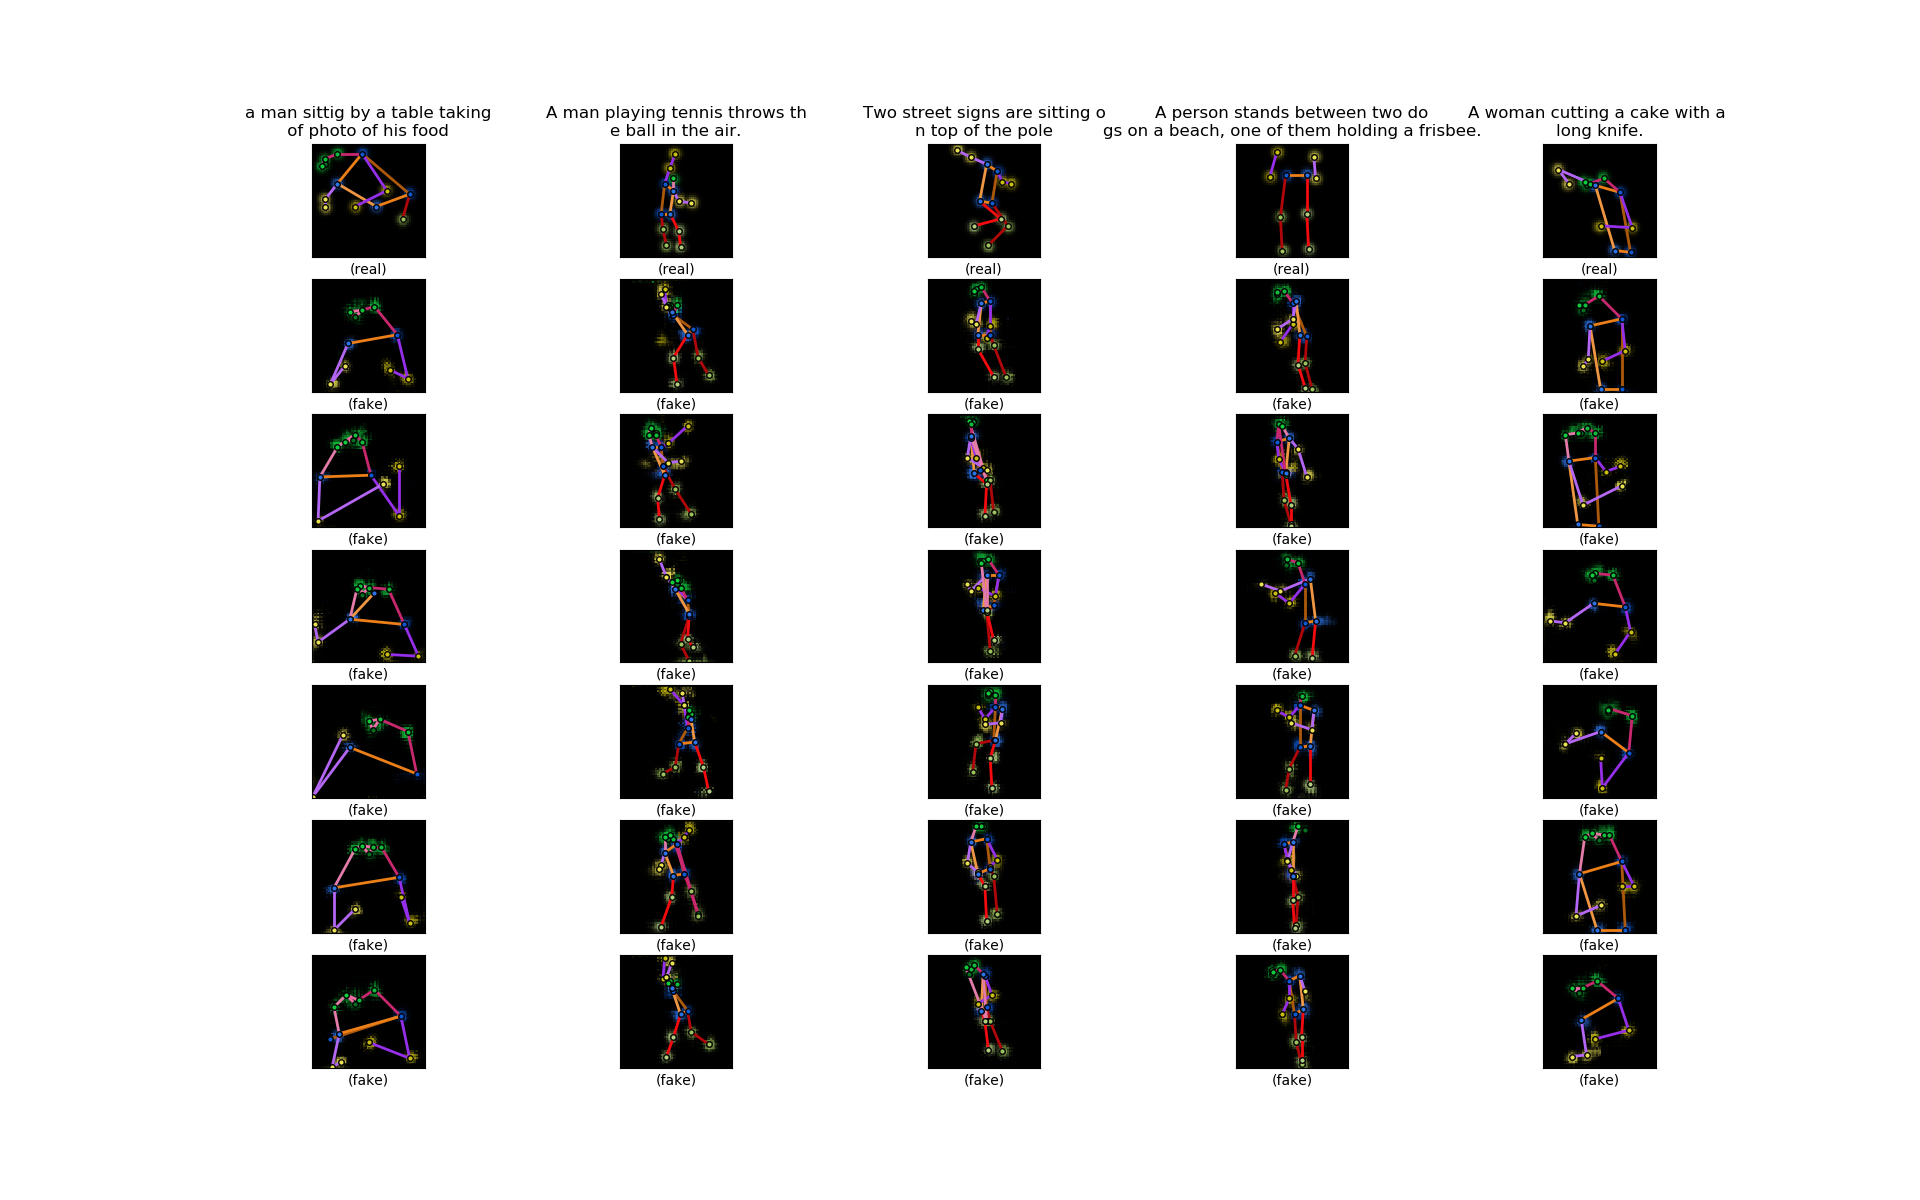 a man sittig by a table taking
of photo of his food
A man playing tennis throws th
e ball in the air.
Two street signs are sitting o
n top of the pole
A person stands between two do
gs on a beach, one of them holding a frisbee.
A woman cutting a cake with a
long knife.
(real) (real) (real) (real) (real)
(fake) (fake) (fake) (fake) (fake)
(fake) (fake) (fake) (fake) (fake)
(fake) (fake) (fake) (fake) (fake)
(fake) (fake) (fake) (fake) (fake)
(fake) (fake) (fake) (fake) (fake)
(fake) (fake) (fake) (fake) (fake)